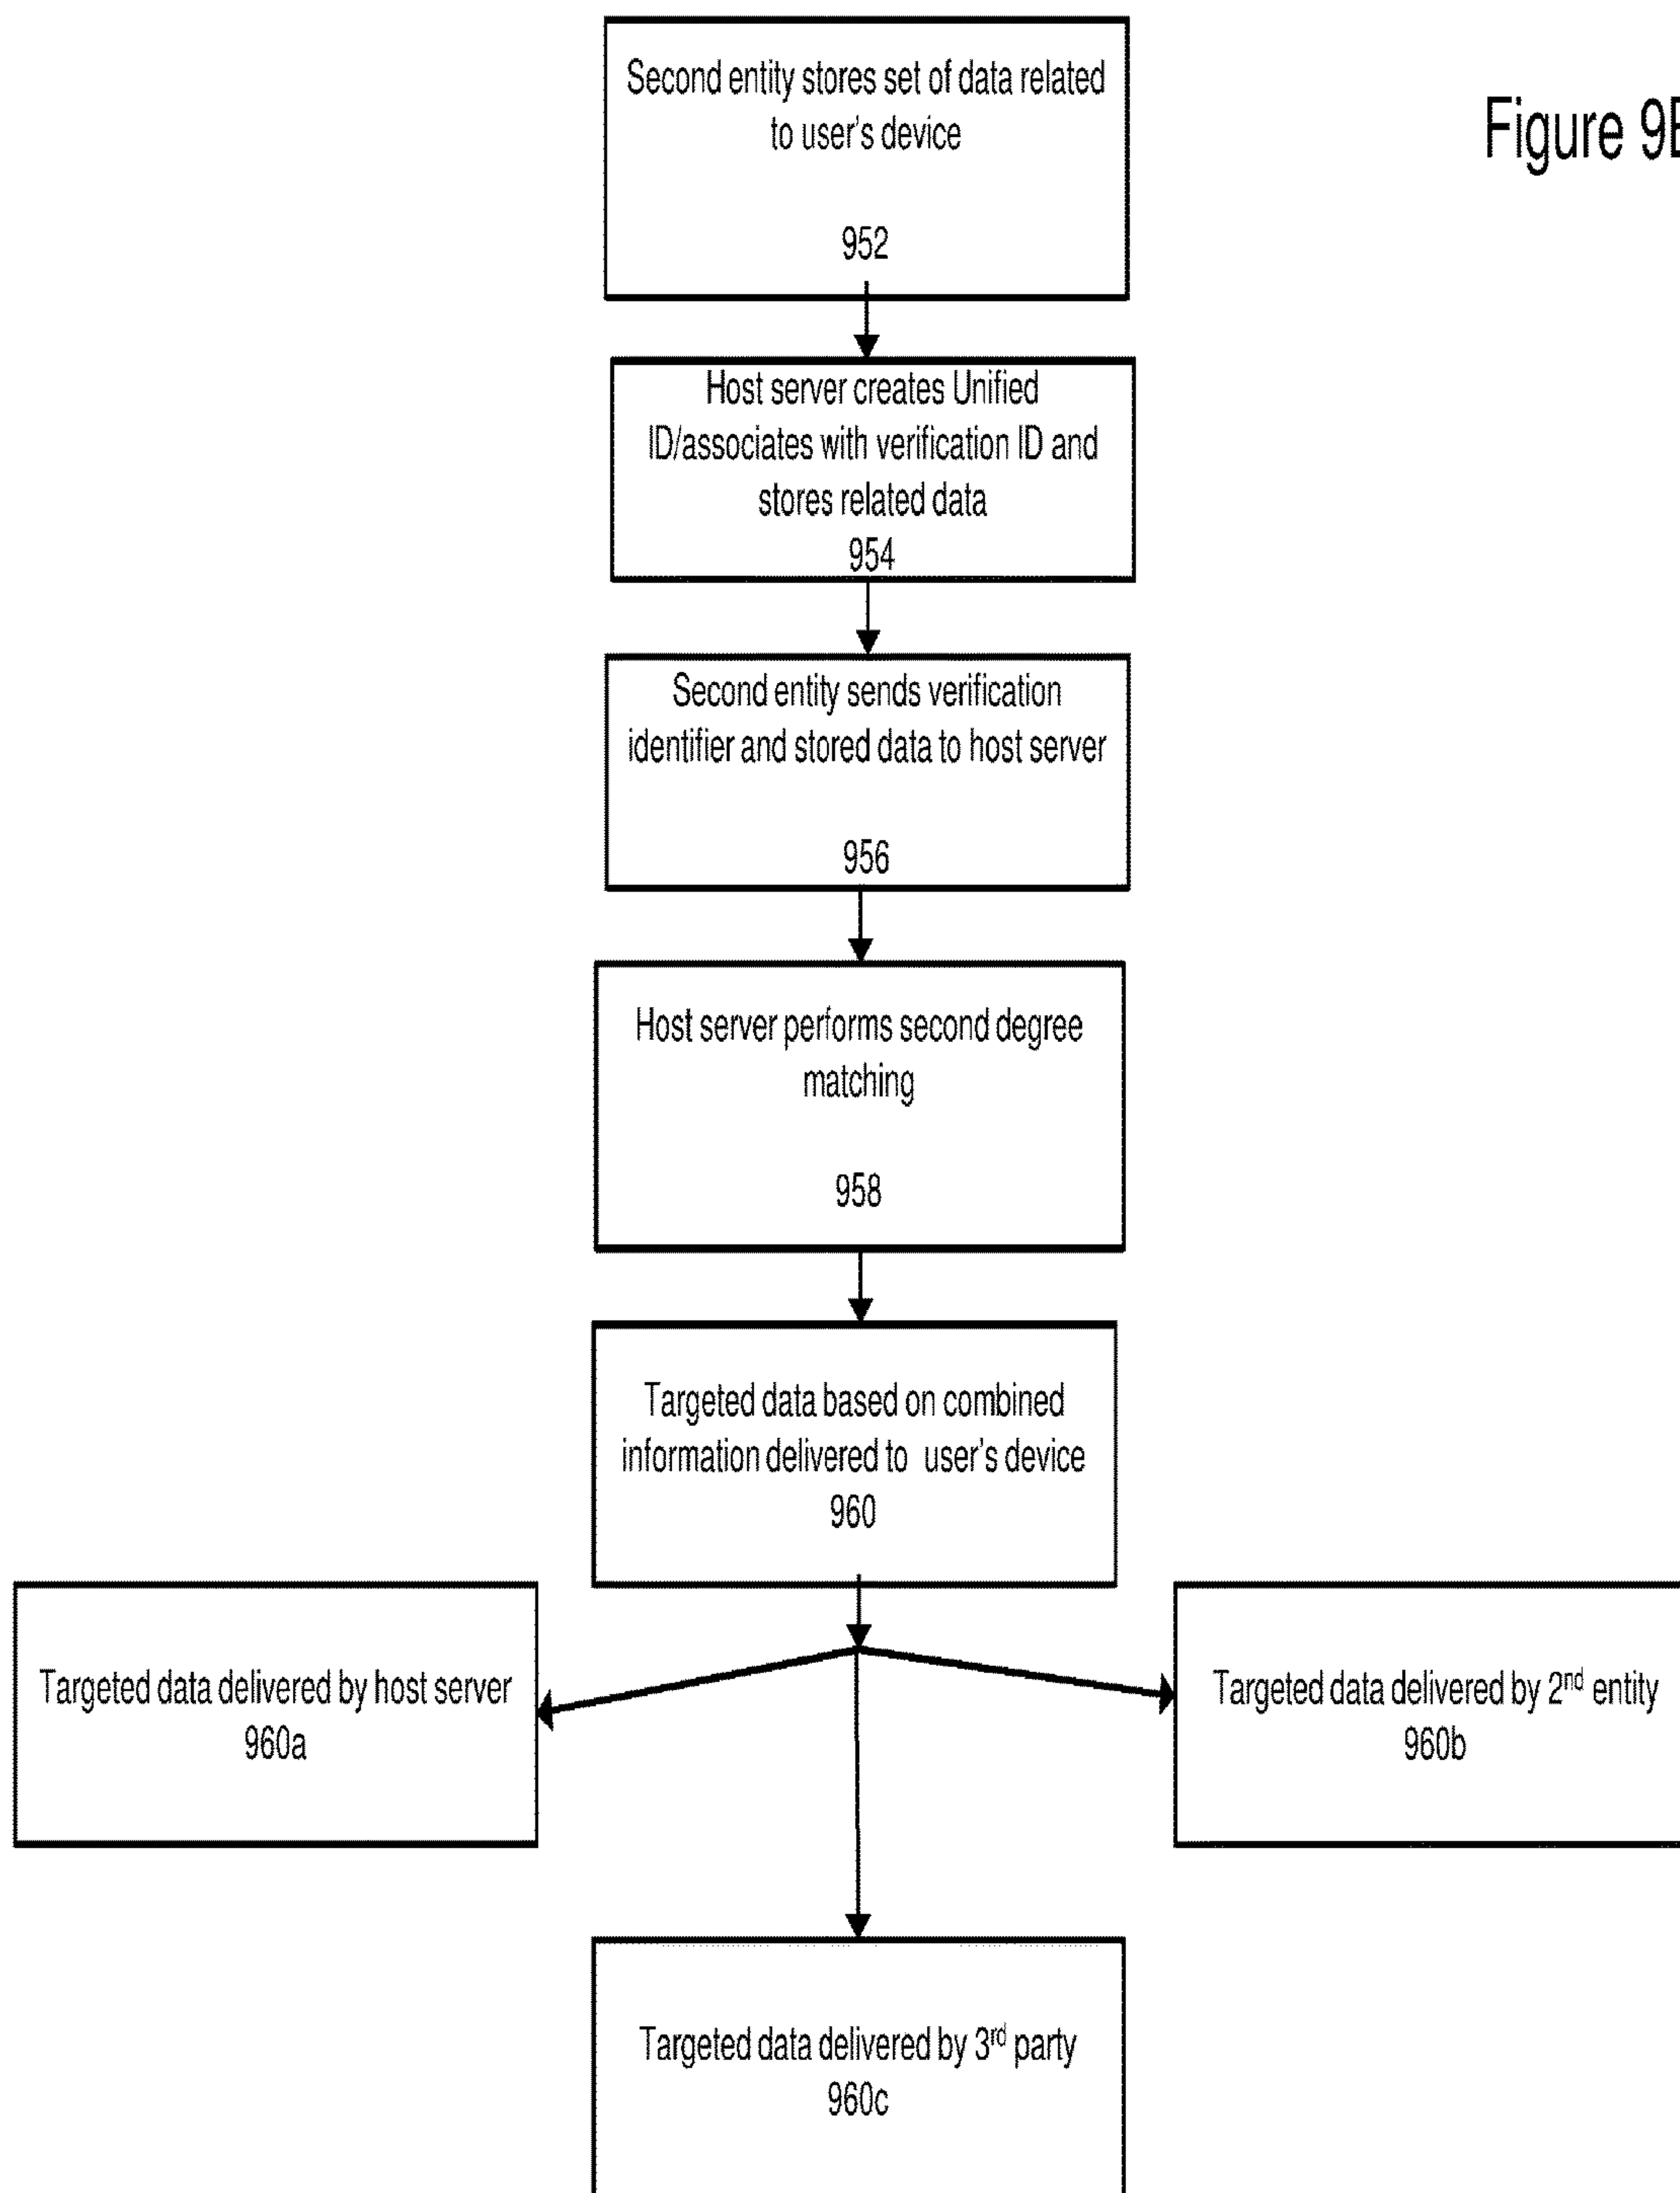 Figure 9B
Second entity stores set of data related
to user's device
952
Host server creates Unified
ID/associates with verification ID and
stores related data
954
Second entity sends verification
identifier and stored data to host server
956
Host server performs second degree
matching
958
Targeted data based on combined
information delivered to user's device
960
Targeted data delivered by host server
960a
Targeted data delivered by 2nd entity
960b
Targeted data delivered by 3rd party
960c